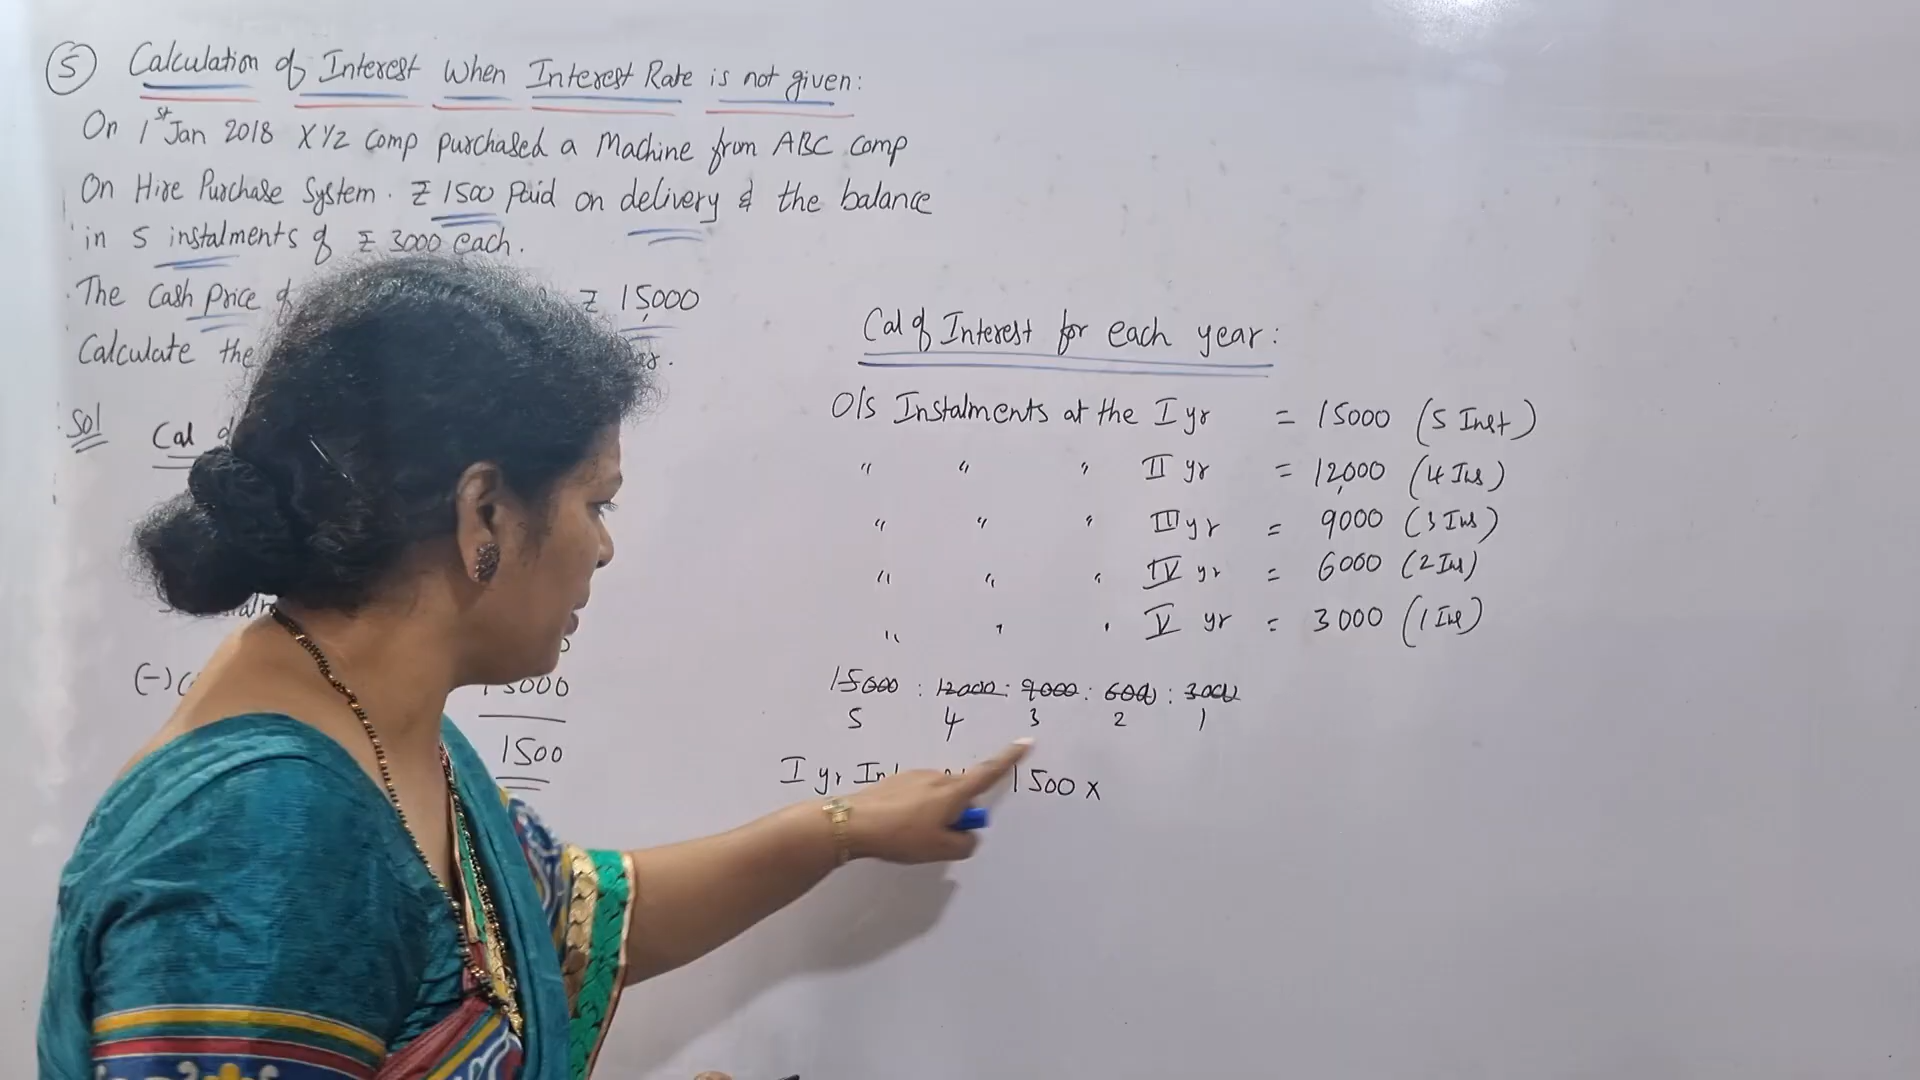 5 Calculation of Interest When Interest Rate is not given:
On 1st Jan 2018 XYZ Comp purchased a Machine from ABC Comp
On Hire Purchase System. ₹ 1500 Paid on delivery & the balance
in 5 instalments of ₹ 3000 each.
The Cash Price of ₹ 15,000
Calculate the
Sol Cal
(-)
15000
1500
Cal of Interest for each year:
O/s Instalments at the I yr = 15000 (5 Inst)
" " " II yr = 12,000 (4 Ins)
" " " III yr = 9000 (3 Ins)
" " " IV yr = 6000 (2 Ins)
" " " V yr = 3000 (1 Ins)
15000 : 12000 : 9000 : 6000 : 3000
5 4 3 2 1
I yr 1500 x